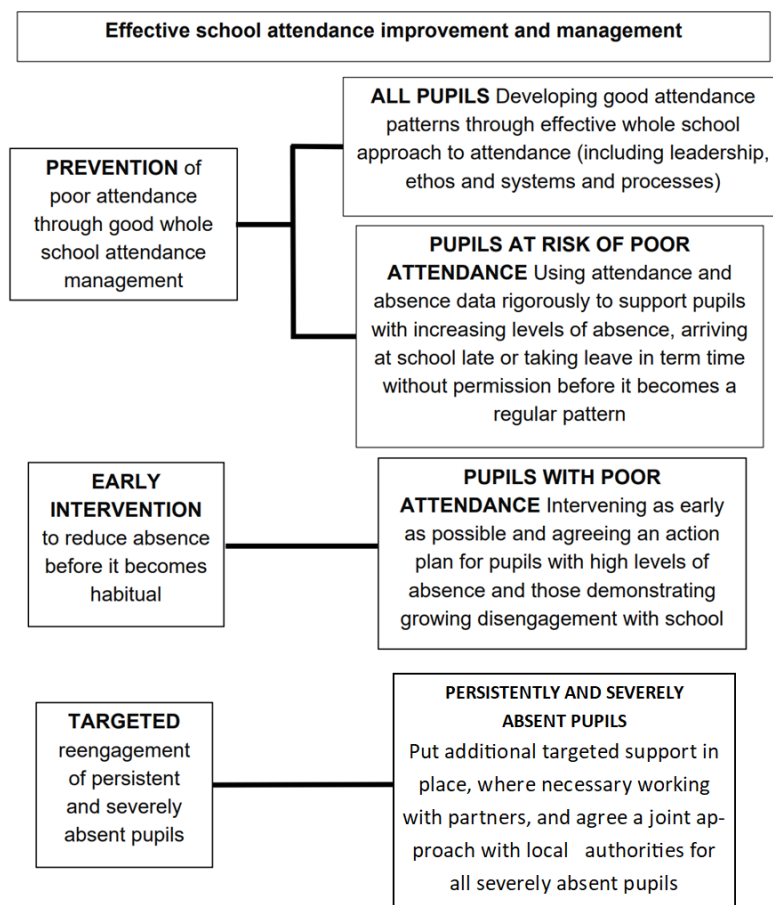 Effective school attendance improvement and management
ALL PUPILS Developing good attendance
patterns through effective whole school
approach to attendance (including leadership,
ethos and systems and processes)
PREVENTION of
poor attendance
through good whole
school attendance
management
PUPILS AT RISK OF POOR
ATTENDANCE Using attendance and
absence data rigorously to support pupils
with increasing levels of absence, arriving
at school late or taking leave in term time
without permission before it becomes a
regular pattern
EARLY
INTERVENTION
to reduce absence
before it becomes
habitual
PUPILS WITH POOR
ATTENDANCE Intervening as early
as possible and agreeing an action
plan for pupils with high levels of
absence and those demonstrating
growing disengagement with school
TARGETED
reengagement
of persistent
and severely
absent pupils
PERSISTENTLY AND SEVERELY
ABSENT PUPILS
Put additional targeted support in
place, where necessary working
with partners, and agree a joint ap-
proach with local authorities for
all severely absent pupils